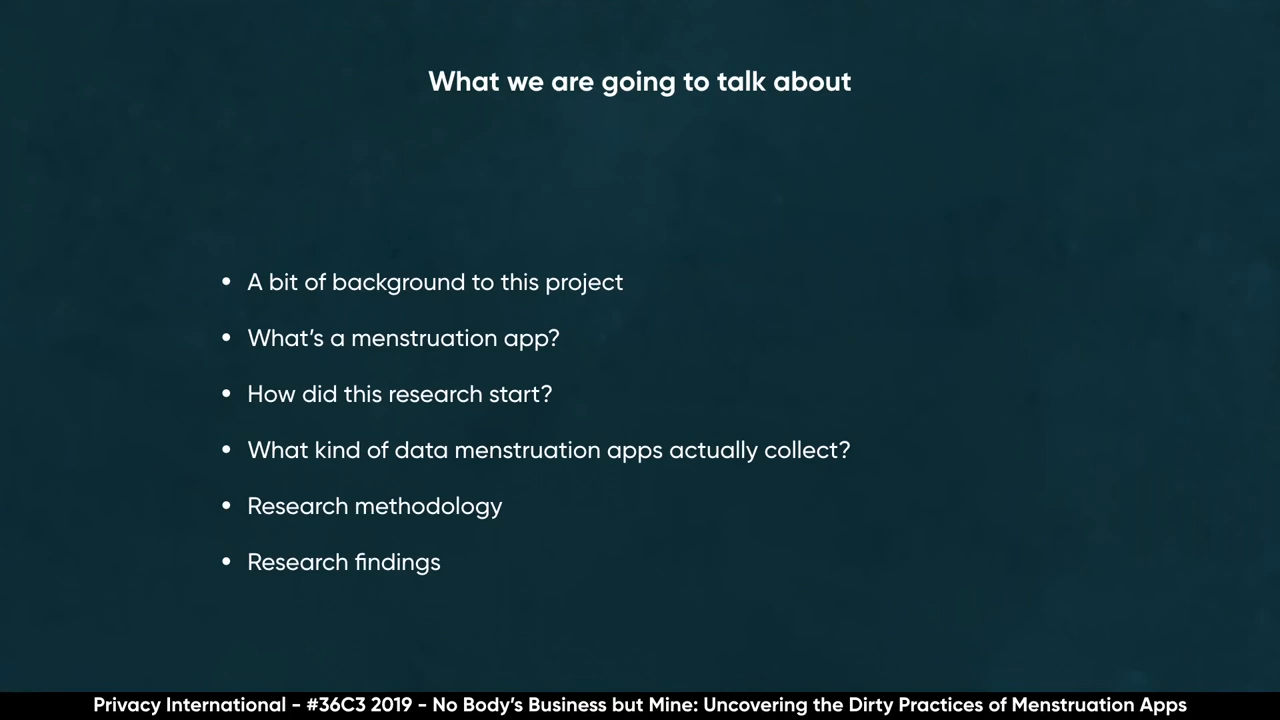 What we are going to talk about
• A bit of background to this project
• What’s a menstruation app?
• How did this research start?
• What kind of data menstruation apps actually collect?
• Research methodology
• Research findings
Privacy International - #36C3 2019 - No Body’s Business but Mine: Uncovering the Dirty Practices of Menstruation Apps